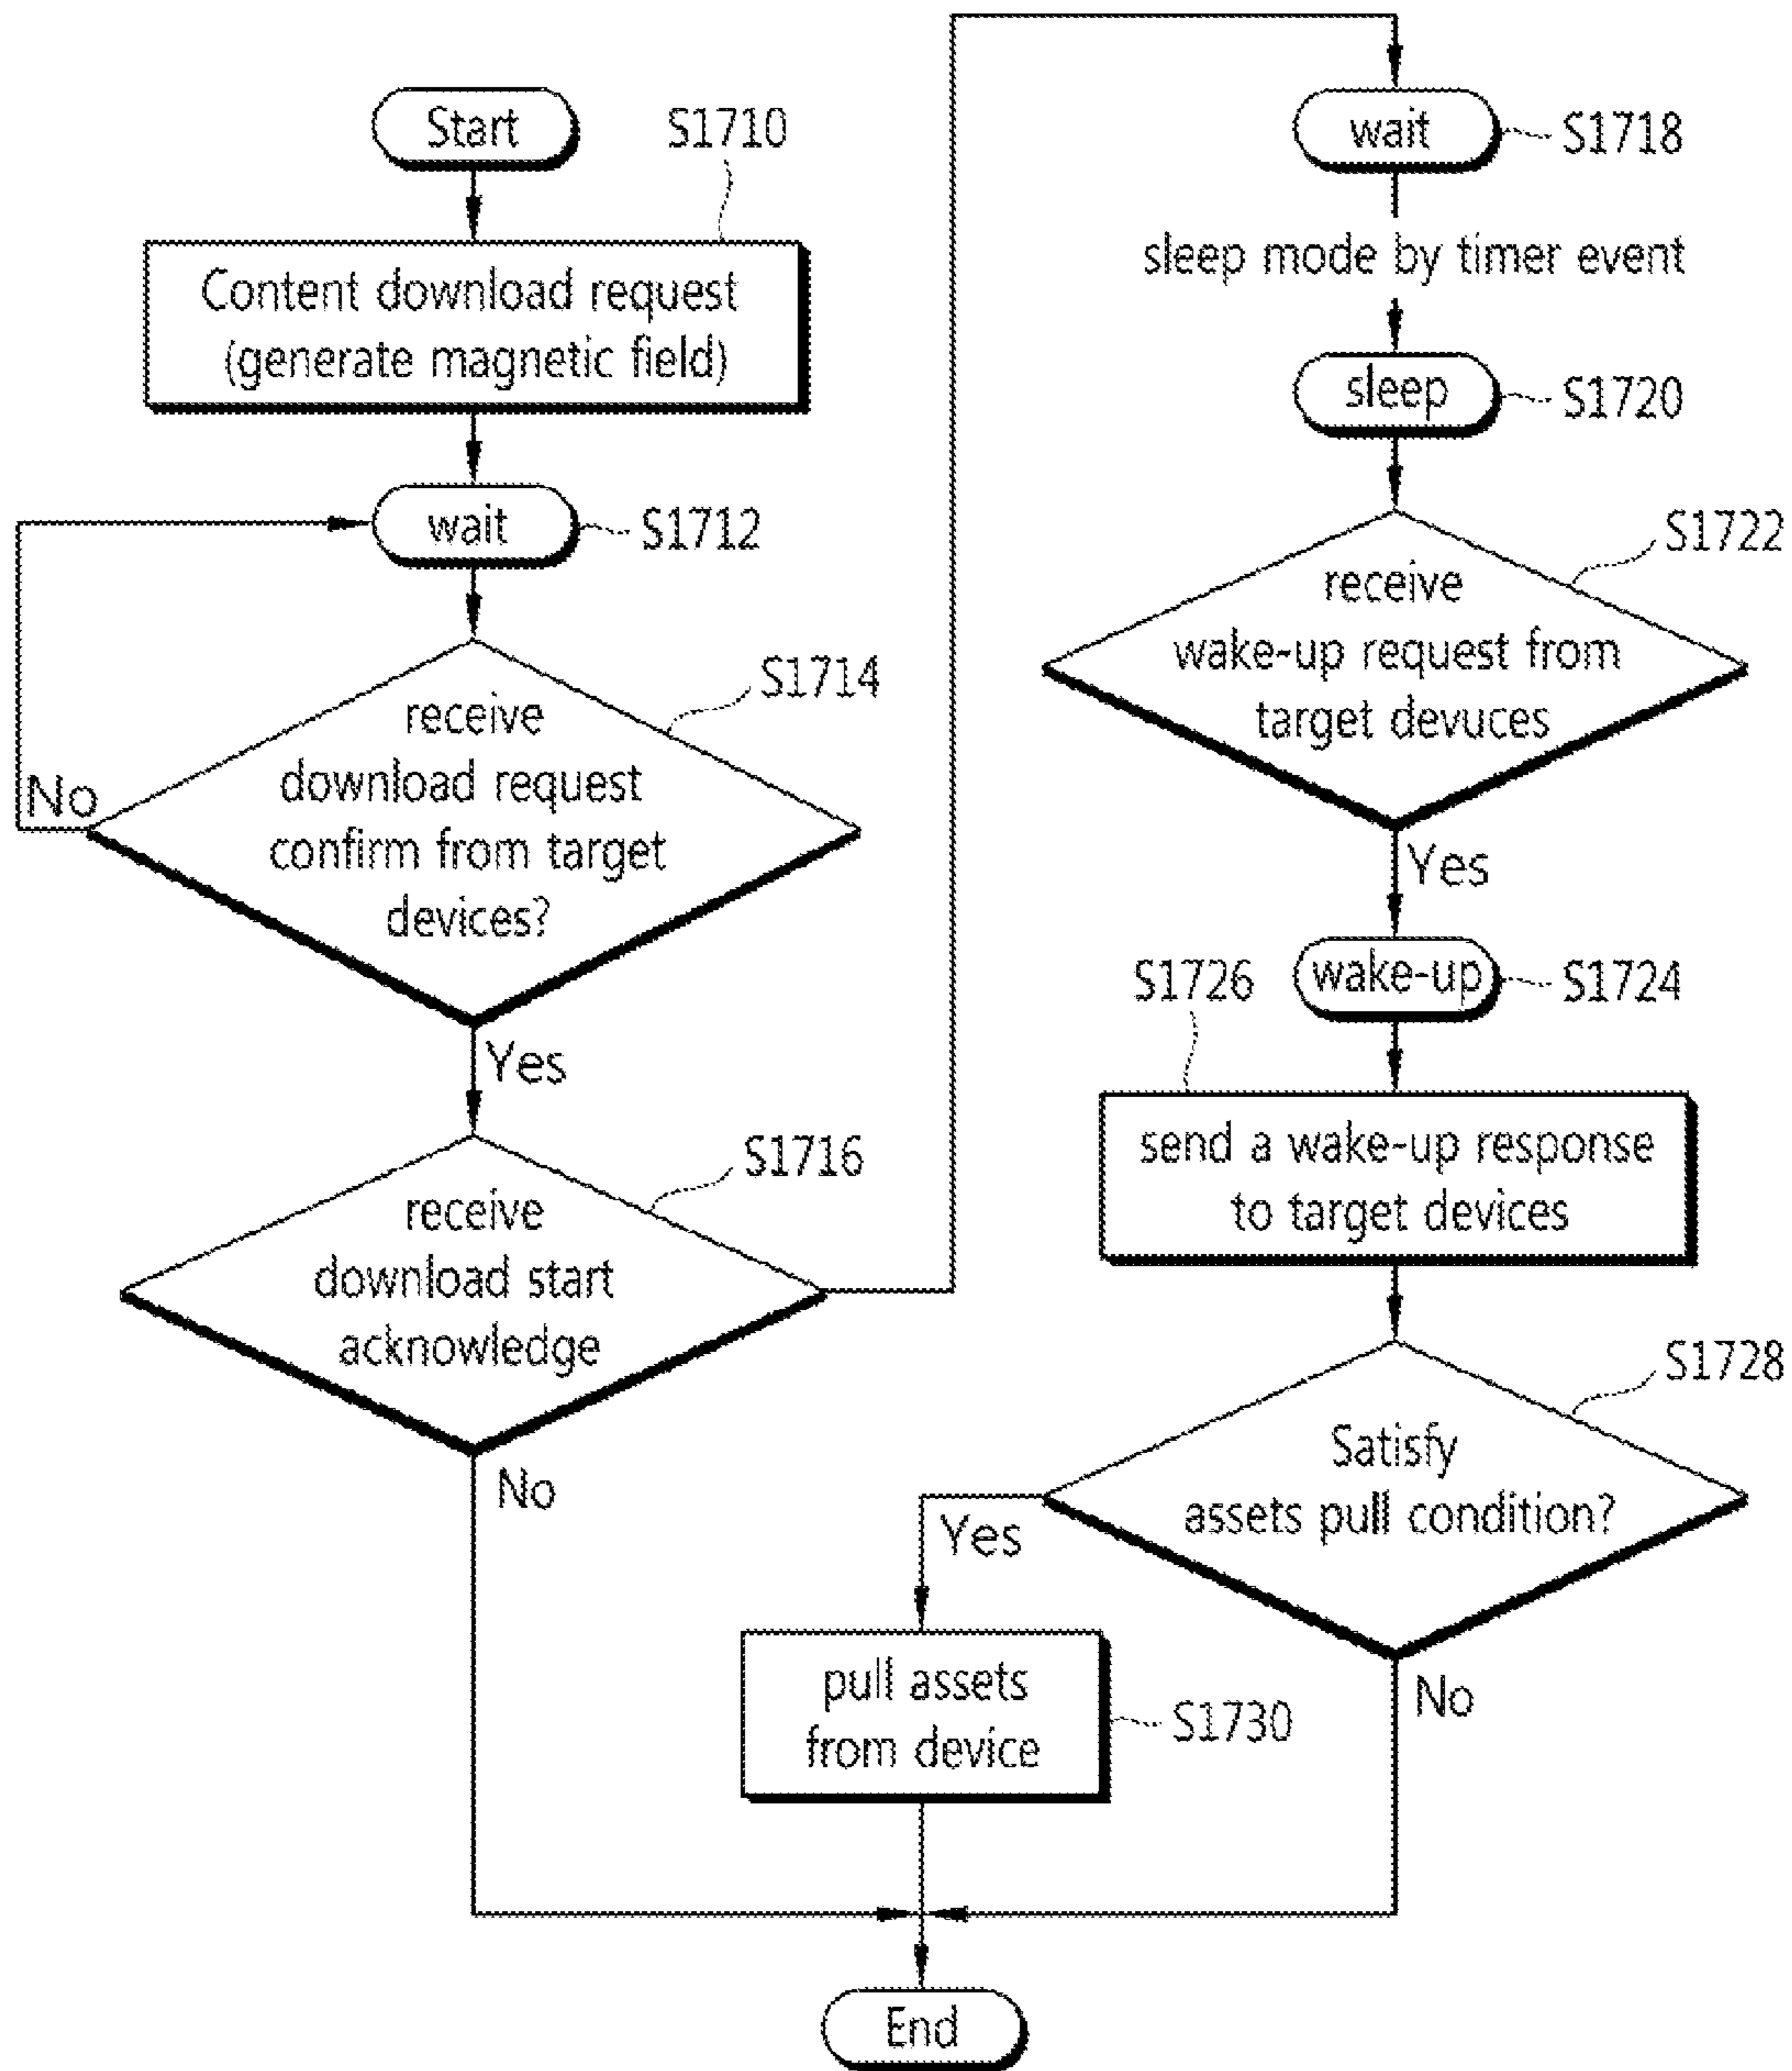 Start
S1710
Content download request
(generate magnetic field)
wait
S1712
receive
download request
confirm from target
devices?
S1714
No
Yes
receive
download start
acknowledge
S1716
No
wait
S1718
sleep mode by timer event
sleep
S1720
receive
wake-up request from
target devuces
S1722
Yes
wake-up
S1724
S1726
send a wake-up response
to target devices
Satisfy
assets pull condition?
S1728
Yes
No
pull assets
from device
S1730
End